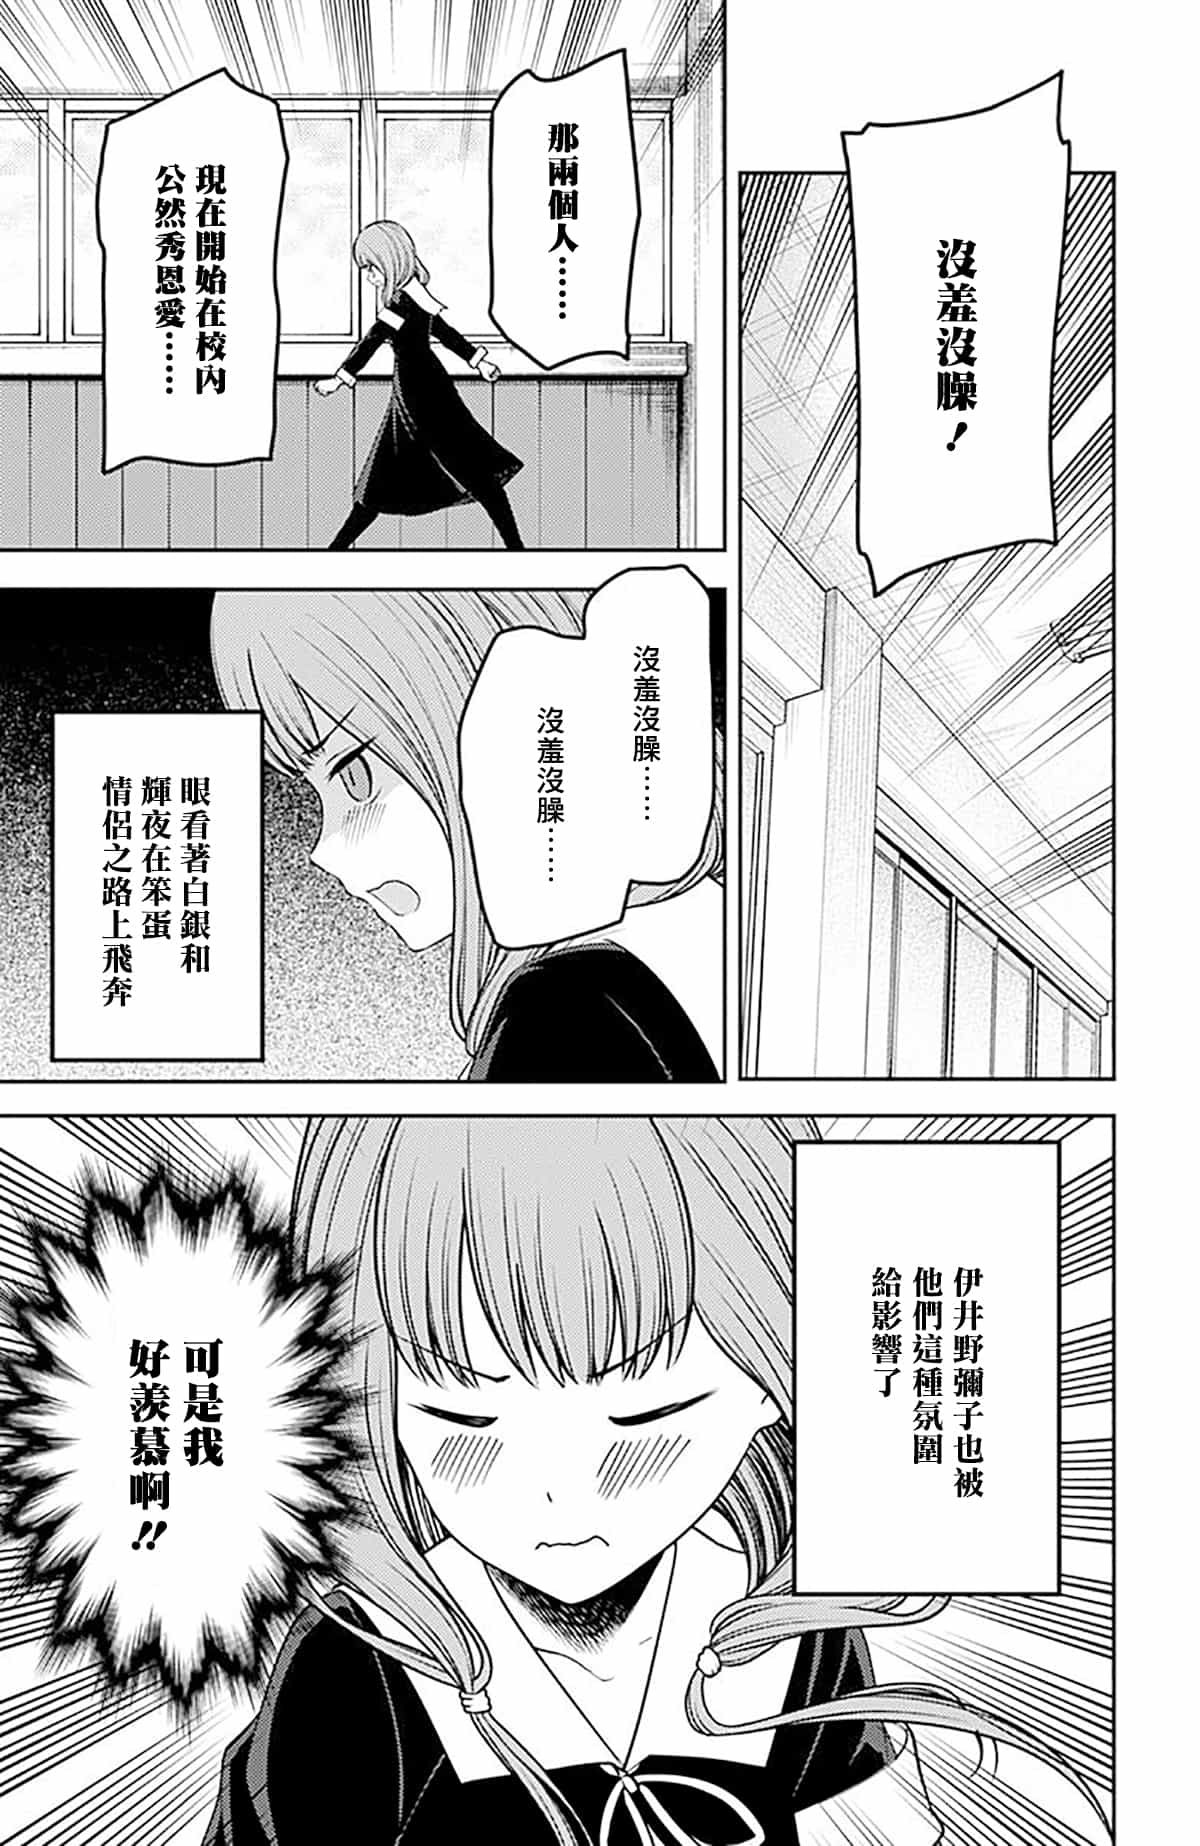 沒羞沒臊！
那兩個人……
現在開始在校內
公然秀恩愛……
沒羞沒臊……
沒羞沒臊……
眼看著白銀和
輝夜在笨蛋
情侶之路上飛奔
伊井野彌子也被
他們這種氛圍
給影響了
可是我
好羨慕啊!!